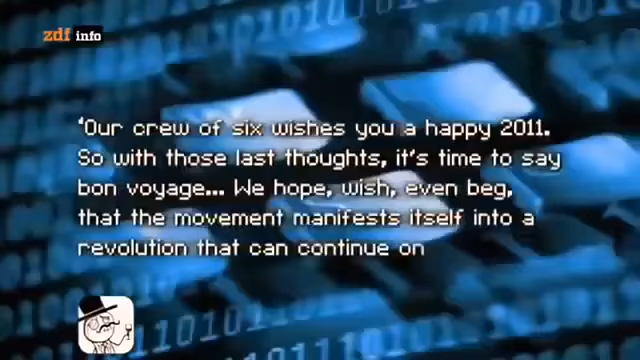 zdf info
'Our crew of six wishes you a happy 2011.
So with those last thoughts, it's time to say
bon voyage... We hope, wish, even beg,
that the movement manifests itself into a
revolution that can continue on